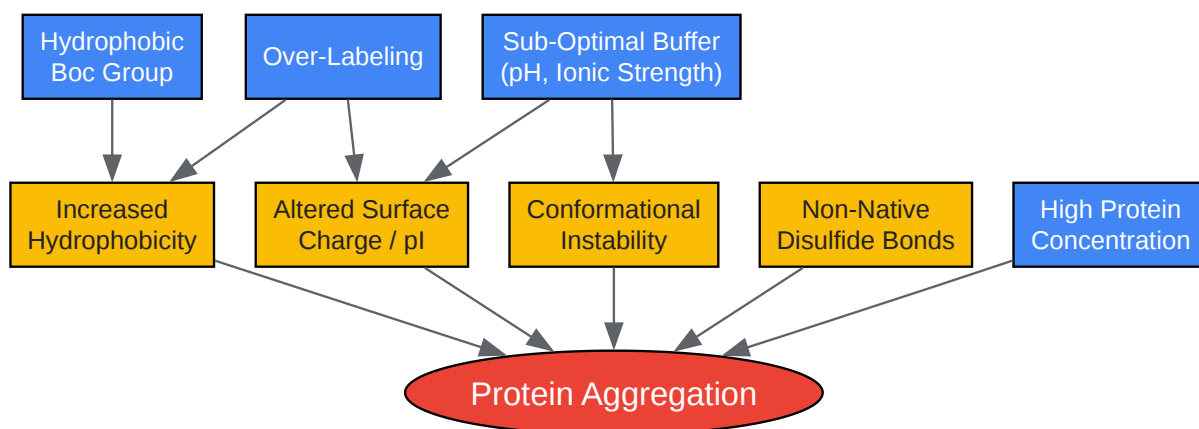 Hydrophobic
Boc Group
Over-Labeling
Sub-Optimal Buffer
(pH, Ionic Strength)
Increased
Hydrophobicity
Altered Surface
Charge / pI
Conformational
Instability
Non-Native
Disulfide Bonds
High Protein
Concentration
Protein Aggregation